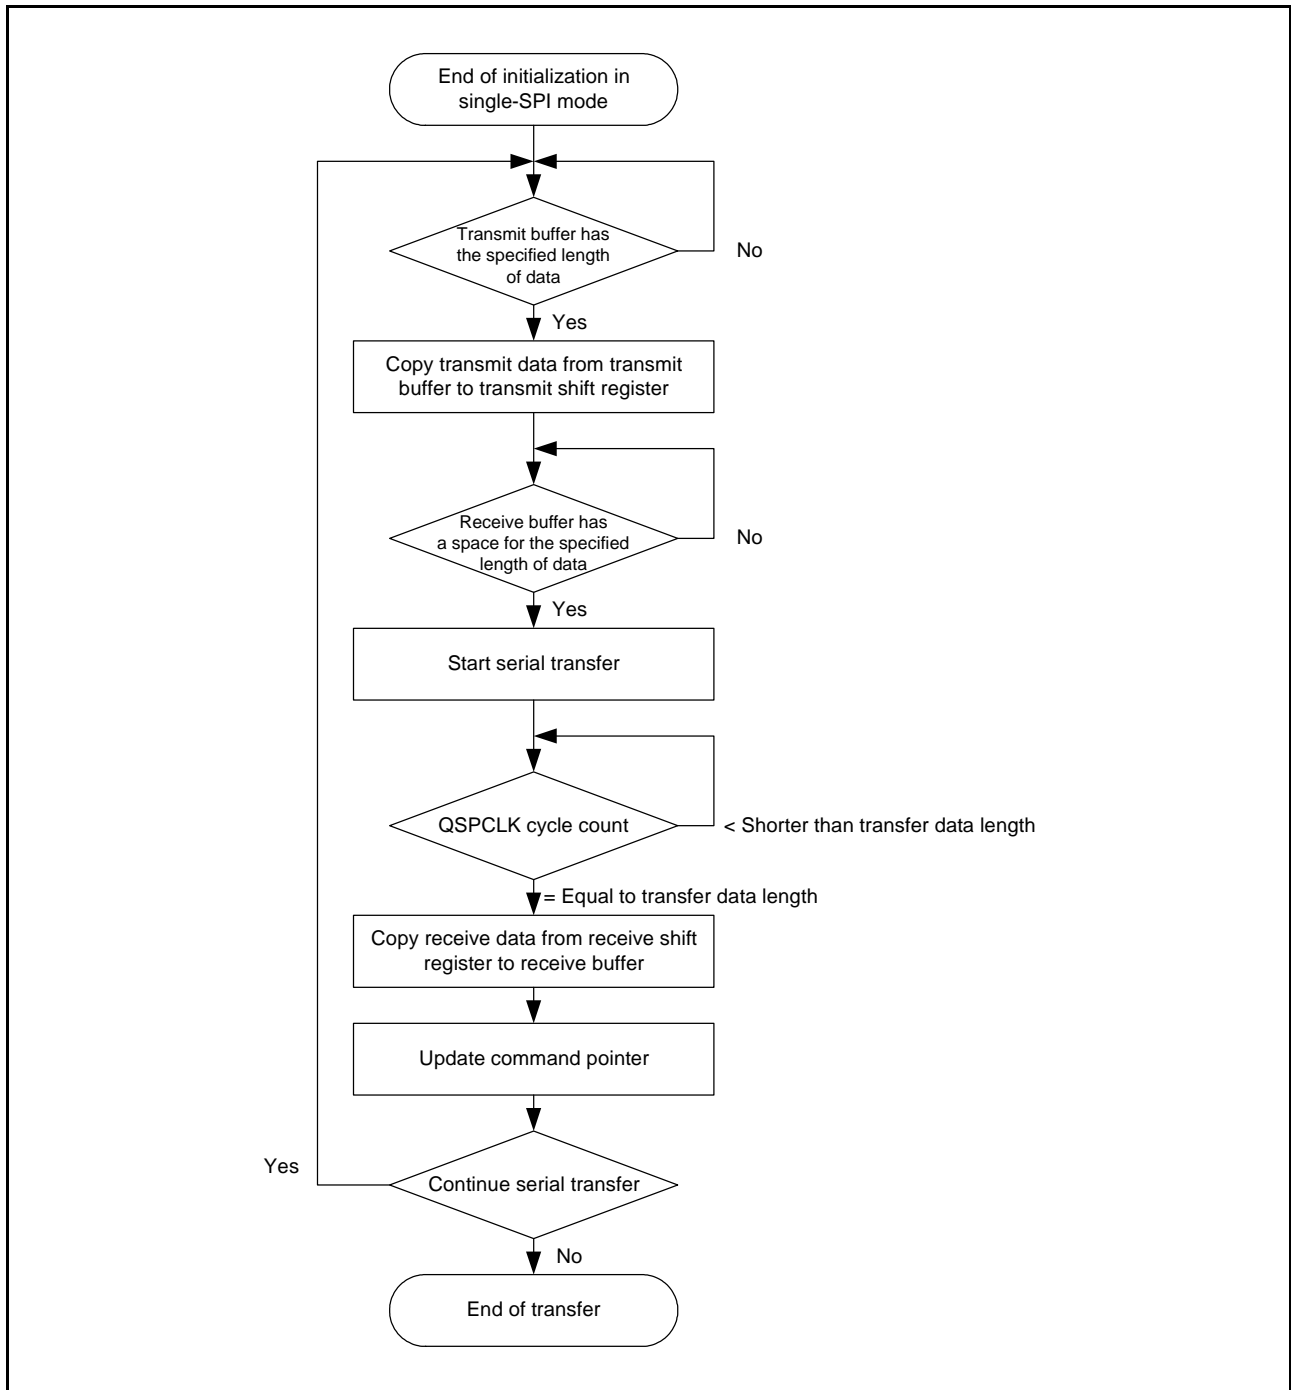 End of initialization in
single-SPI mode
Transmit buffer has
the specified length
of data
No
Yes
Copy transmit data from transmit
buffer to transmit shift register
Receive buffer has
a space for the specified
length of data
No
Yes
Start serial transfer
QSPCLK cycle count
< Shorter than transfer data length
= Equal to transfer data length
Copy receive data from receive shift
register to receive buffer
Update command pointer
Yes
Continue serial transfer
No
End of transfer